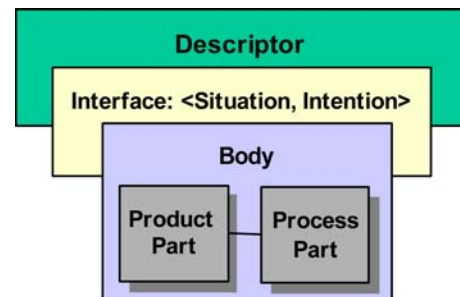 Descriptor
Interface: <Situation, Intention>
Body
Product
Part
Process
Part